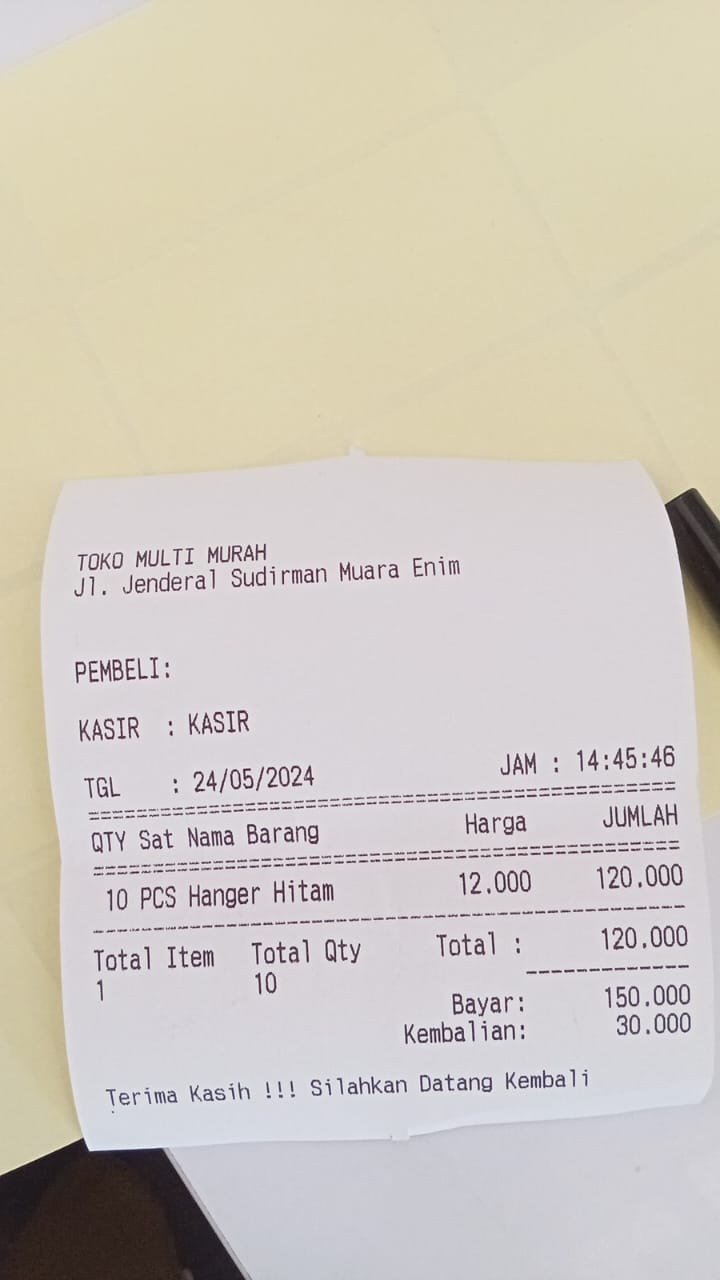 TOKO MULTI MURAH
Jl. Jenderal Sudirman Muara Enim
PEMBELI:
KASIR : KASIR
TGL : 24/05/2024 JAM : 14:45:46
QTY Sat Nama Barang Harga JUMLAH
10 PCS Hanger Hitam 12.000 120.000
Total Item Total Qty Total : 120.000
1 10
Bayar: 150.000
Kembalian: 30.000
Terima Kasih !!! Silahkan Datang Kembali